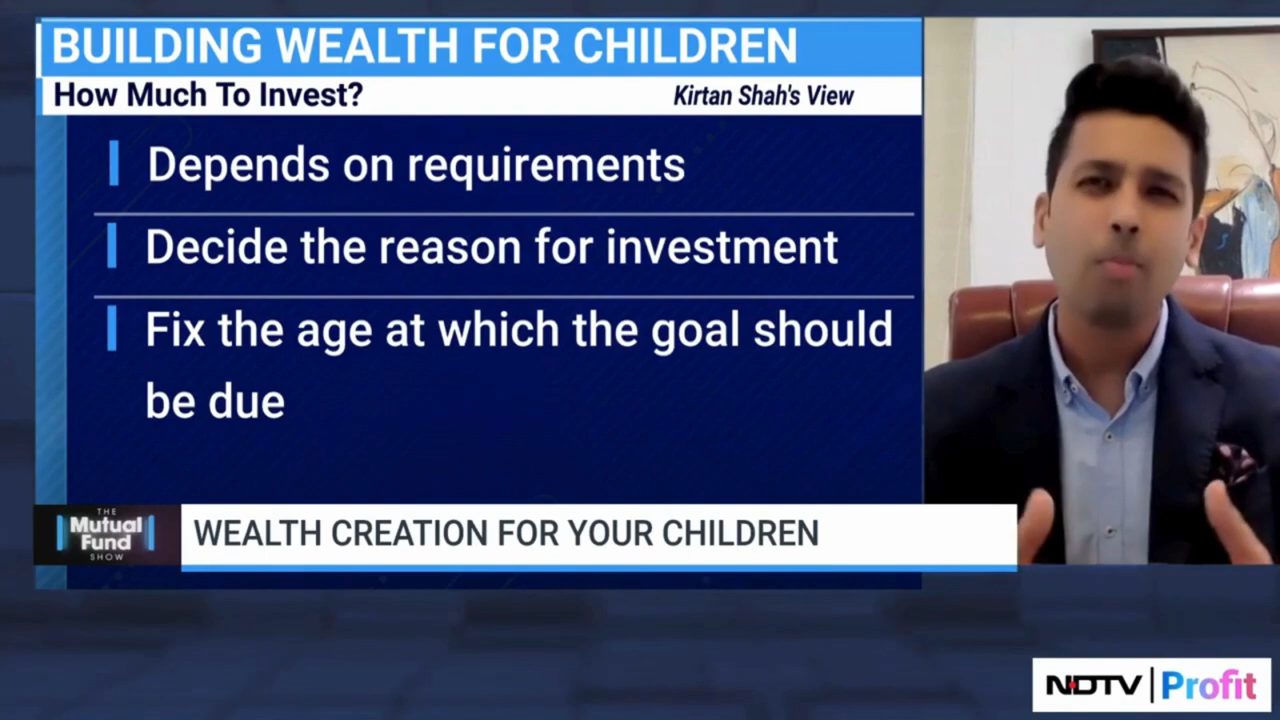 BUILDING WEALTH FOR CHILDREN
How Much To Invest?
Kirtan Shah's View
Depends on requirements
Decide the reason for investment
Fix the age at which the goal should
be due
THE
Mutual
Fund
SHOW
WEALTH CREATION FOR YOUR CHILDREN
NDTV Profit